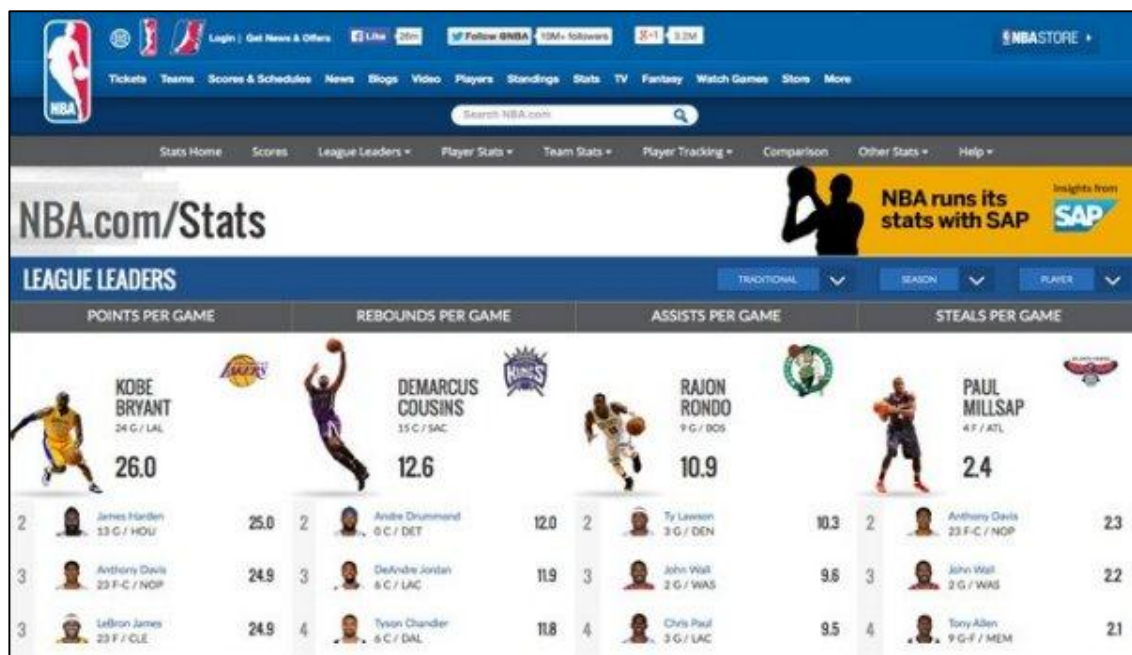 Login | Get News & Offers Like 26m Follow @NBA 10M+ followers +1 3.2M NBASTORE
NBA
Tickets Teams Scores & Schedules News Blogs Video Players Standings Stats TV Fantasy Watch Games Store More
Search NBA.com
Stats Home Scores League Leaders Player Stats Team Stats Player Tracking Comparison Other Stats Help
NBA.com/Stats
NBA runs its
stats with SAP
Insights from
SAP
LEAGUE LEADERS TRADITIONAL SEASON PLAYER
POINTS PER GAME REBOUNDS PER GAME ASSISTS PER GAME STEALS PER GAME
KOBE
BRYANT
24 G / LAL
26.0
LAKERS
2 James Harden 25.0
13 G / HOU
3 Anthony Davis 24.9
23 F-C / NOP
3 LeBron James 24.9
23 F / CLE
DEMARCUS
COUSINS
15 C / SAC
12.6
KINGS
2 Andre Drummond 12.0
0 C / DET
3 DeAndre Jordan 11.9
6 C / LAC
4 Tyson Chandler 11.8
6 C / DAL
RAJON
RONDO
9 G / BOS
10.9
2 Ty Lawson 10.3
3 G / DEN
3 John Wall 9.6
2 G / WAS
4 Chris Paul 9.5
3 G / LAC
PAUL
MILLSAP
4 F / ATL
2.4
2 Anthony Davis 2.3
23 F-C / NOP
3 John Wall 2.2
2 G / WAS
4 Tony Allen 2.1
9 G-F / MEM